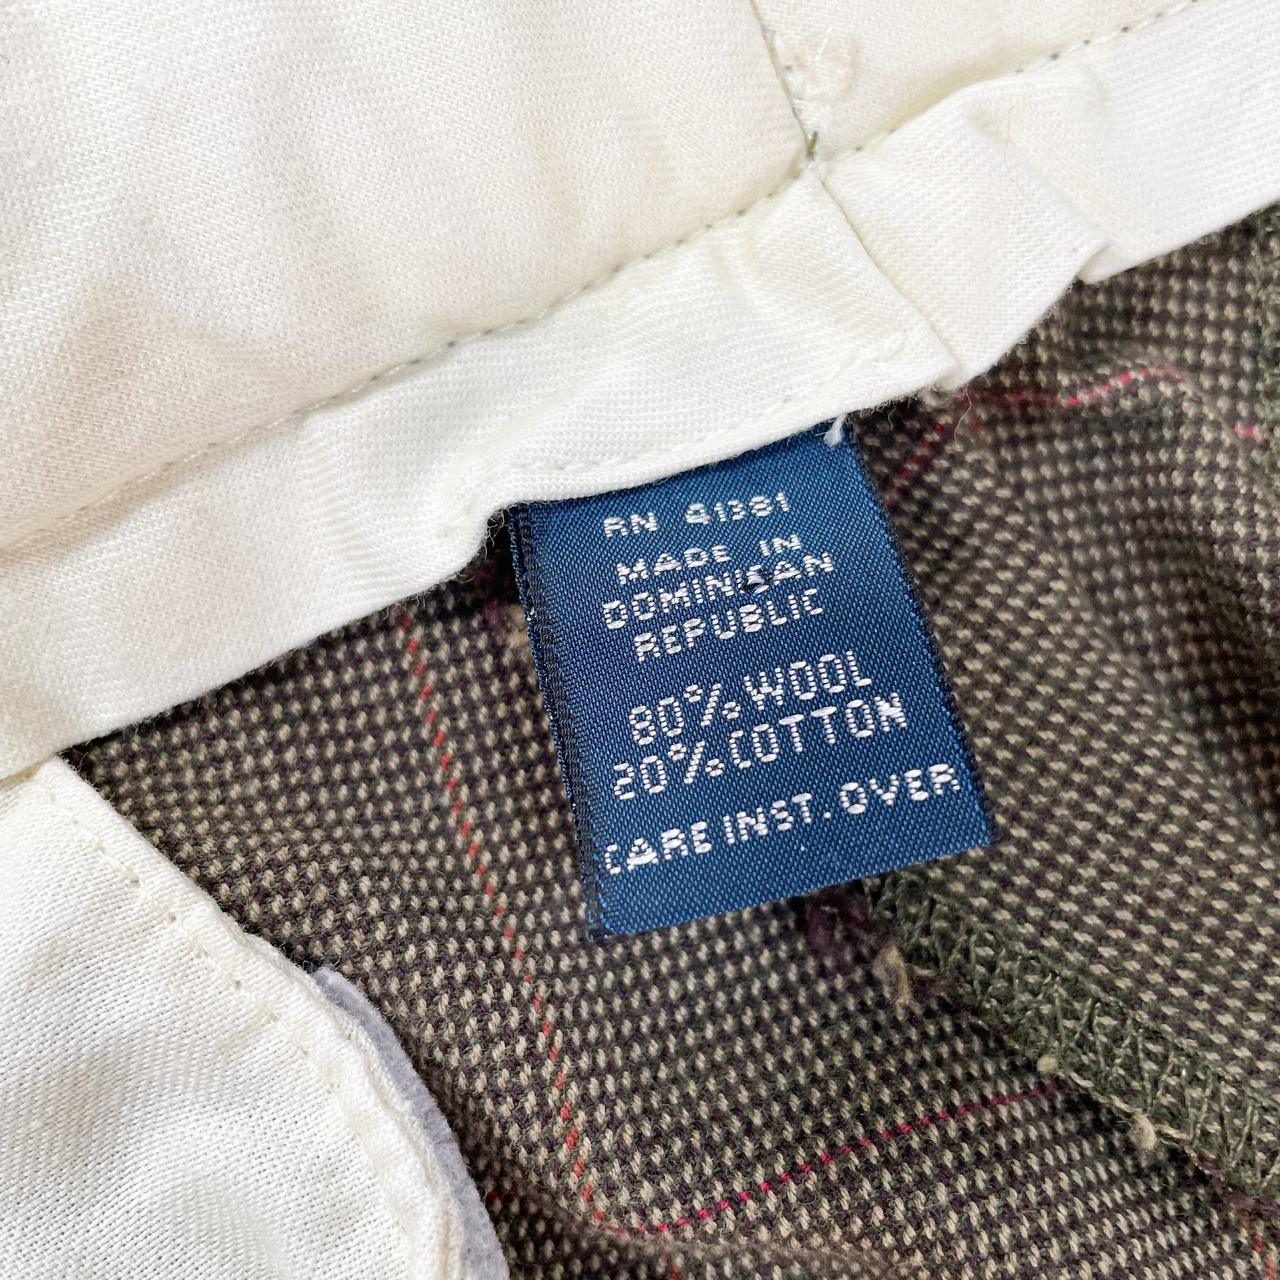 RN 41381
MADE IN
DOMINICAN
REPUBLIC
80% WOOL
20% COTTON
CARE INST. OVER